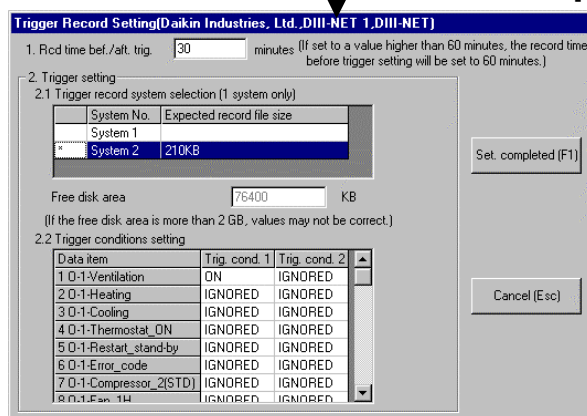 Trigger Record Setting(Daikin Industries, Ltd.,DIII-NET 1,DIII-NET)
1. Rcd time bef./aft. trig. 30 minutes (If set to a value higher than 60 minutes, the record time
before trigger setting will be set to 60 minutes.)
2. Trigger setting
2.1 Trigger record system selection (1 system only)
System No. Expected record file size
System 1
* System 2 210KB
Set. completed (F1)
Free disk area 76400 KB
(If the free disk area is more than 2 GB, values may not be correct.)
2.2 Trigger conditions setting
Data item Trig. cond. 1 Trig. cond. 2
1 0-1-Ventilation ON IGNORED
2 0-1-Heating IGNORED IGNORED
Cancel (Esc)
3 0-1-Cooling IGNORED IGNORED
4 0-1-Thermostat_ON IGNORED IGNORED
5 0-1-Restart_stand-by IGNORED IGNORED
6 0-1-Error_code IGNORED IGNORED
7 0-1-Compressor_2(STD) IGNORED IGNORED
8 0-1-Fan_1H IGNORED IGNORED